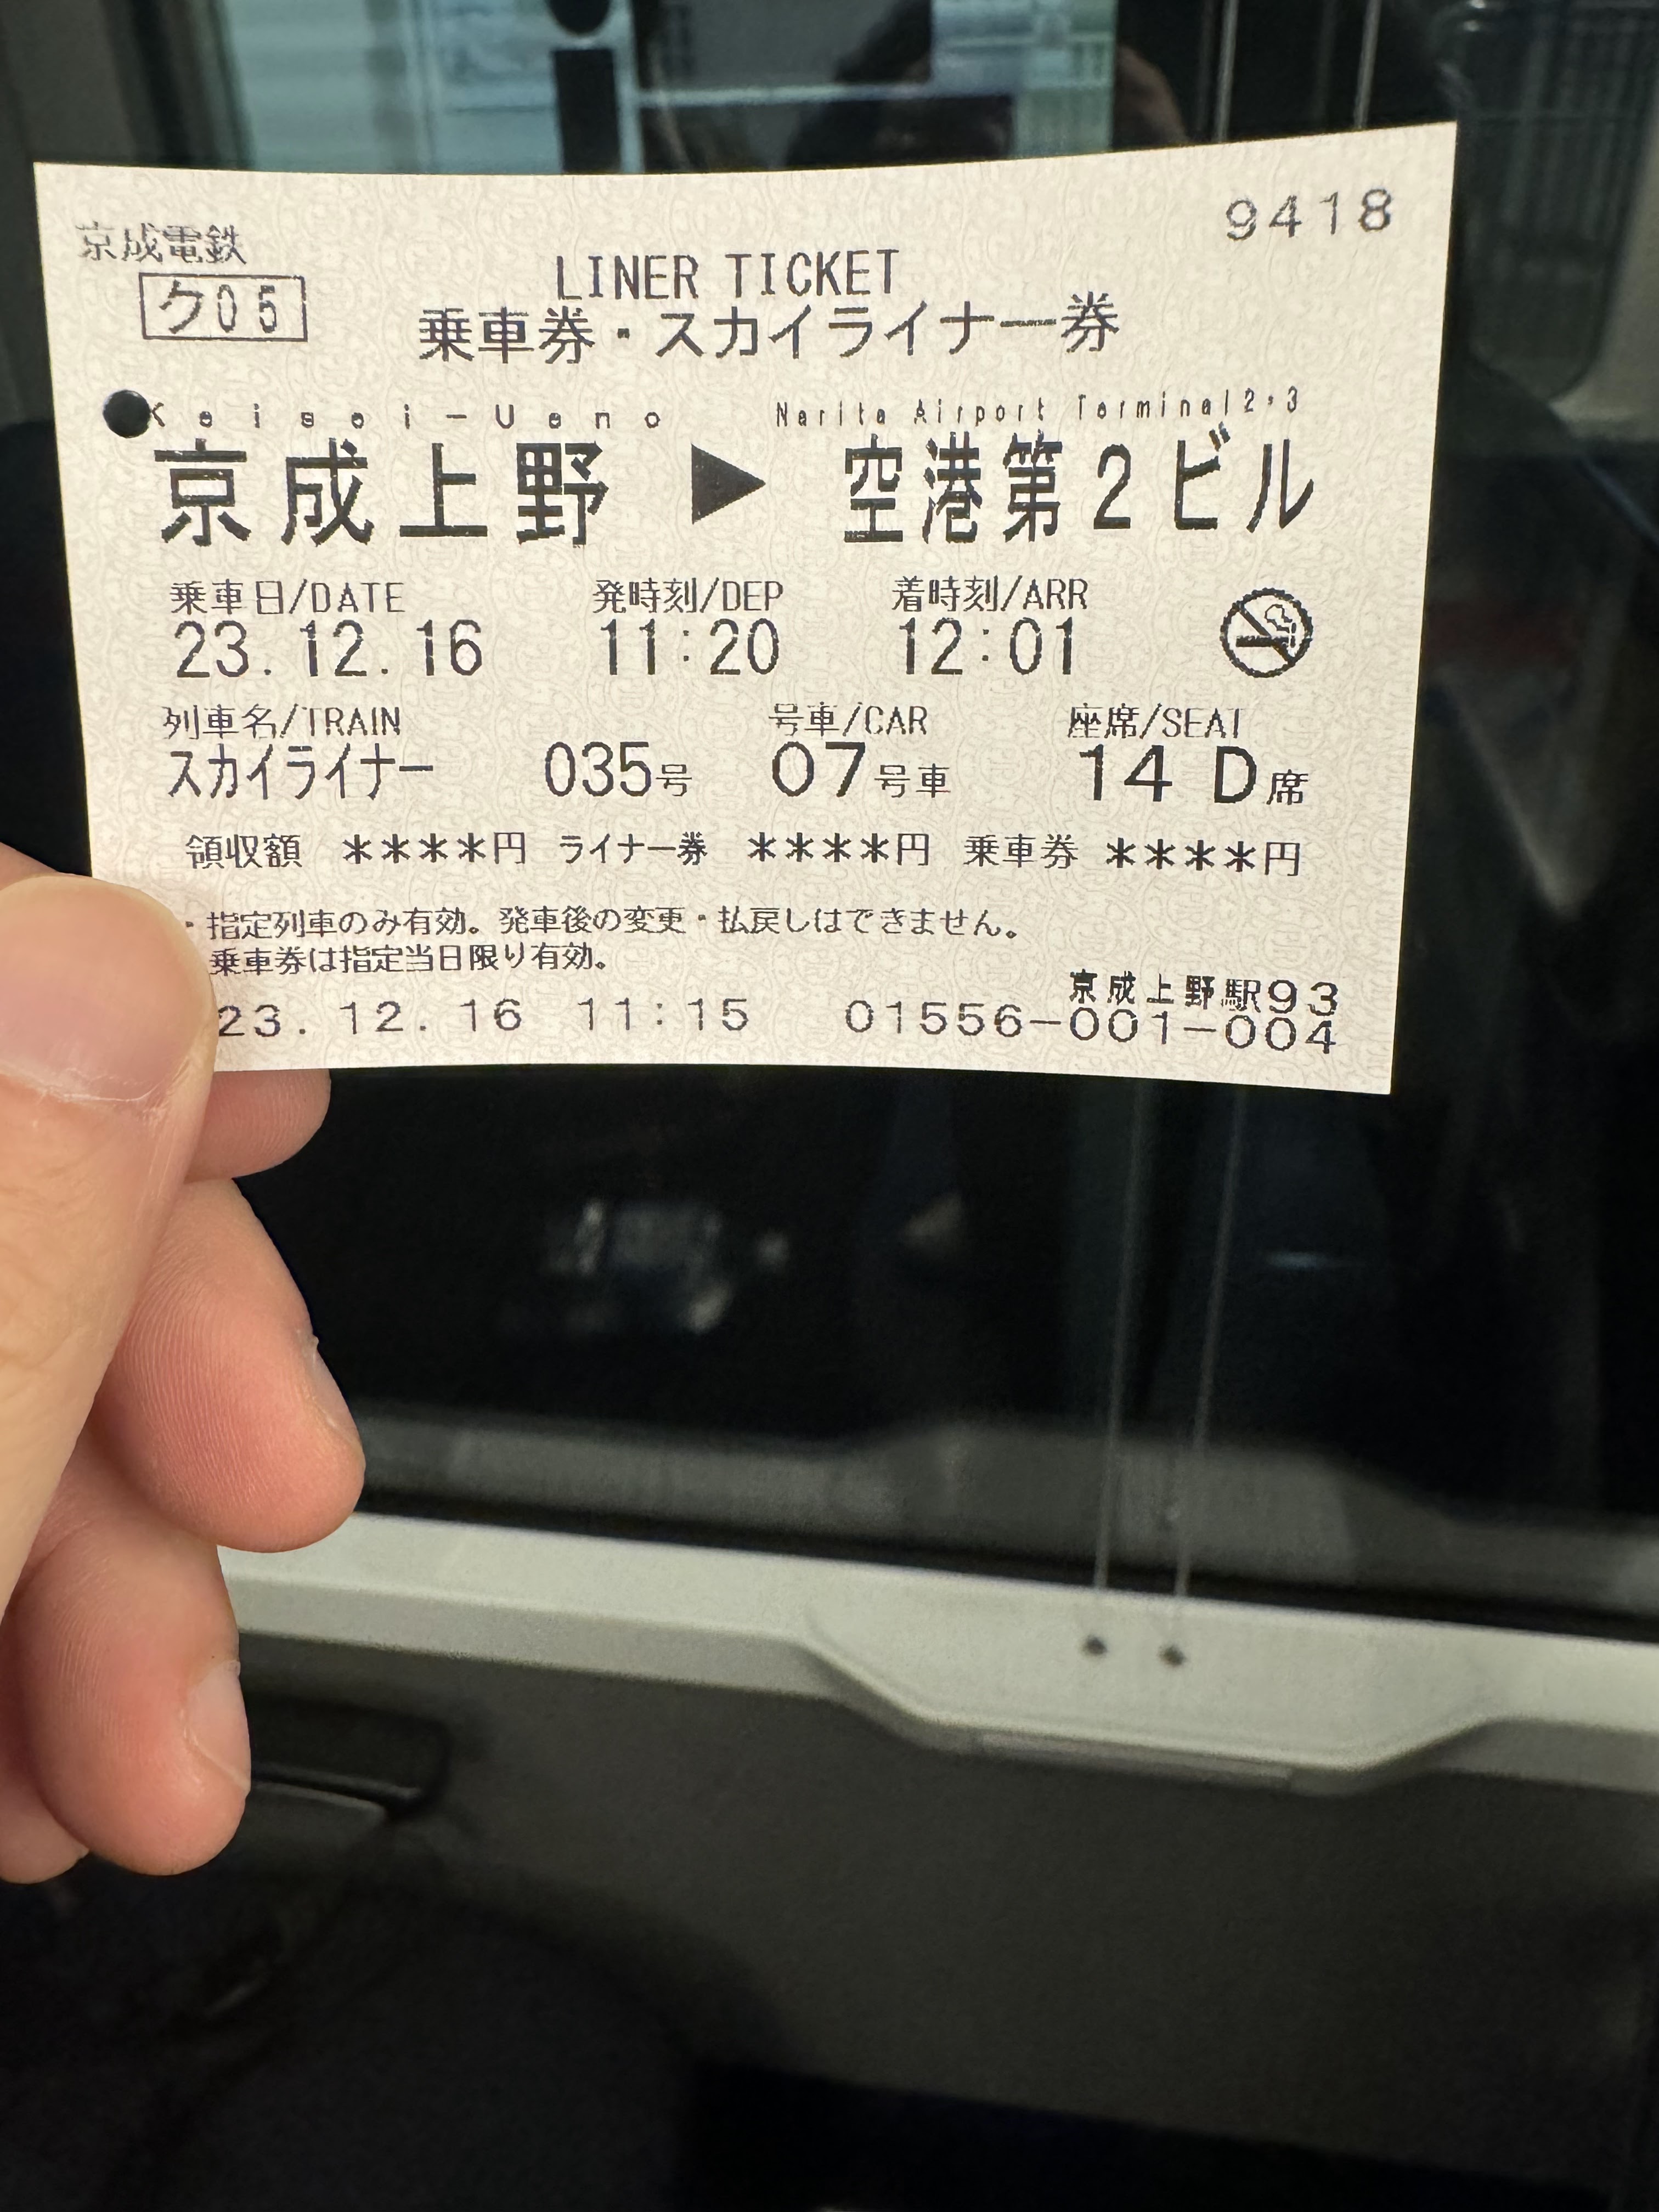 9418
京成電鉄
ク05
LINER TICKET
乗車券・スカイライナー券
Keisei-Ueno Narita Airport Terminal2・3
京成上野 ▶ 空港第2ビル
乗車日/DATE 発時刻/DEP 着時刻/ARR
23.12.16 11:20 12:01
列車名/TRAIN 号車/CAR 座席/SEAT
スカイライナー 035号 07号車 14 D席
領収額 ****円 ライナー券 ****円 乗車券 ****円
・指定列車のみ有効。発車後の変更・払戻しはできません。
乗車券は指定当日限り有効。
京成上野駅93
23.12.16 11:15 01556-001-004